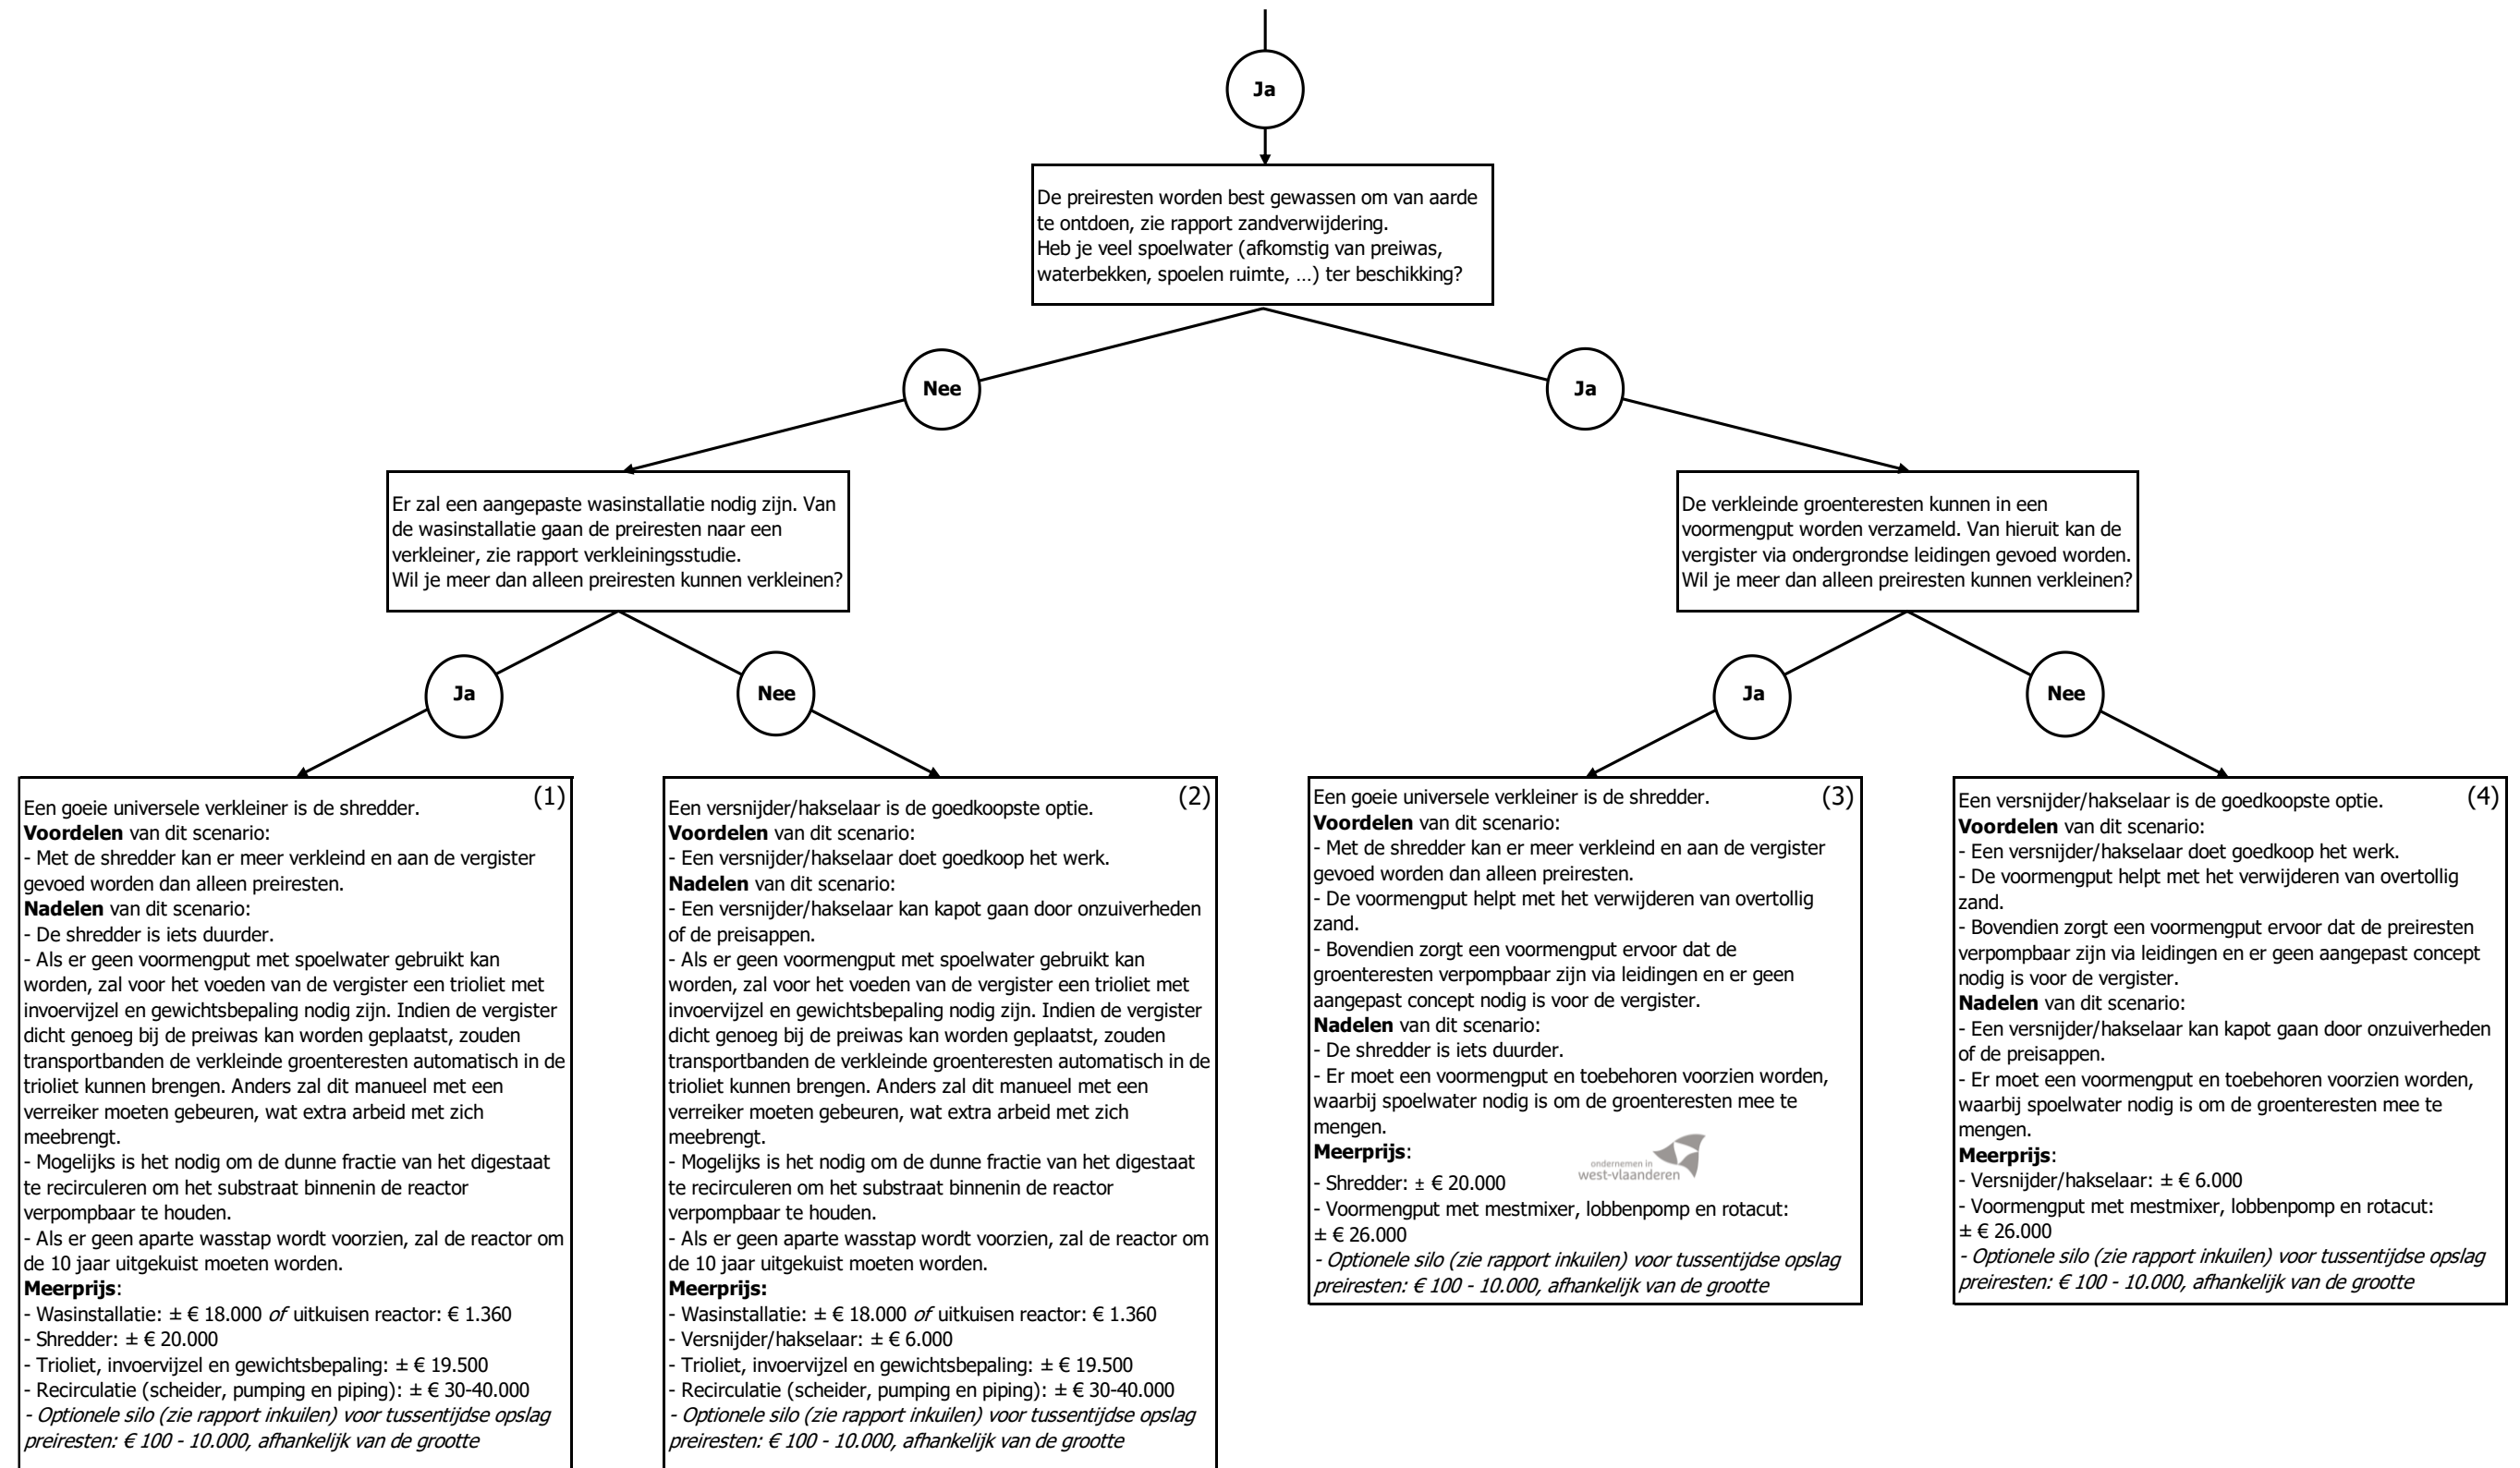 Ja
De preiresten worden best gewassen om van aarde
te ontdoen, zie rapport zandverwijdering.
Heb je veel spoelwater (afkomstig van preiwas,
waterbekken, spoelen ruimte, …) ter beschikking?
Nee
Ja
Er zal een aangepaste wasinstallatie nodig zijn. Van
de wasinstallatie gaan de preiresten naar een
verkleiner, zie rapport verkleiningsstudie.
Wil je meer dan alleen preiresten kunnen verkleinen?
De verkleinde groenteresten kunnen in een
voormengput worden verzameld. Van hieruit kan de
vergister via ondergrondse leidingen gevoed worden.
Wil je meer dan alleen preiresten kunnen verkleinen?
Ja
Nee
Ja
Nee
(1)
Een goeie universele verkleiner is de shredder.
Voordelen van dit scenario:
- Met de shredder kan er meer verkleind en aan de vergister
gevoed worden dan alleen preiresten.
Nadelen van dit scenario:
- De shredder is iets duurder.
- Als er geen voormengput met spoelwater gebruikt kan
worden, zal voor het voeden van de vergister een trioliet met
invoervijzel en gewichtsbepaling nodig zijn. Indien de vergister
dicht genoeg bij de preiwas kan worden geplaatst, zouden
transportbanden de verkleinde groenteresten automatisch in de
trioliet kunnen brengen. Anders zal dit manueel met een
verreiker moeten gebeuren, wat extra arbeid met zich
meebrengt.
- Mogelijks is het nodig om de dunne fractie van het digestaat
te recirculeren om het substraat binnenin de reactor
verpompbaar te houden.
- Als er geen aparte wasstap wordt voorzien, zal de reactor om
de 10 jaar uitgekuist moeten worden.
Meerprijs:
- Wasinstallatie: ± € 18.000 of uitkuisen reactor: € 1.360
- Shredder: ± € 20.000
- Trioliet, invoervijzel en gewichtsbepaling: ± € 19.500
- Recirculatie (scheider, pumping en piping): ± € 30-40.000
- Optionele silo (zie rapport inkuilen) voor tussentijdse opslag
preiresten: € 100 - 10.000, afhankelijk van de grootte
(2)
Een versnijder/hakselaar is de goedkoopste optie.
Voordelen van dit scenario:
- Een versnijder/hakselaar doet goedkoop het werk.
Nadelen van dit scenario:
- Een versnijder/hakselaar kan kapot gaan door onzuiverheden
of de preisappen.
- Als er geen voormengput met spoelwater gebruikt kan
worden, zal voor het voeden van de vergister een trioliet met
invoervijzel en gewichtsbepaling nodig zijn. Indien de vergister
dicht genoeg bij de preiwas kan worden geplaatst, zouden
transportbanden de verkleinde groenteresten automatisch in de
trioliet kunnen brengen. Anders zal dit manueel met een
verreiker moeten gebeuren, wat extra arbeid met zich
meebrengt.
- Mogelijks is het nodig om de dunne fractie van het digestaat
te recirculeren om het substraat binnenin de reactor
verpompbaar te houden.
- Als er geen aparte wasstap wordt voorzien, zal de reactor om
de 10 jaar uitgekuist moeten worden.
Meerprijs:
- Wasinstallatie: ± € 18.000 of uitkuisen reactor: € 1.360
- Versnijder/hakselaar: ± € 6.000
- Trioliet, invoervijzel en gewichtsbepaling: ± € 19.500
- Recirculatie (scheider, pumping en piping): ± € 30-40.000
- Optionele silo (zie rapport inkuilen) voor tussentijdse opslag
preiresten: € 100 - 10.000, afhankelijk van de grootte
(3)
Een goeie universele verkleiner is de shredder.
Voordelen van dit scenario:
- Met de shredder kan er meer verkleind en aan de vergister
gevoed worden dan alleen preiresten.
- De voormengput helpt met het verwijderen van overtollig
zand.
- Bovendien zorgt een voormengput ervoor dat de
groenteresten verpompbaar zijn via leidingen en er geen
aangepast concept nodig is voor de vergister.
Nadelen van dit scenario:
- De shredder is iets duurder.
- Er moet een voormengput en toebehoren voorzien worden,
waarbij spoelwater nodig is om de groenteresten mee te
mengen.
Meerprijs:
ondernemen in
west-vlaanderen
- Shredder: ± € 20.000
- Voormengput met mestmixer, lobbenpomp en rotacut:
± € 26.000
- Optionele silo (zie rapport inkuilen) voor tussentijdse opslag
preiresten: € 100 - 10.000, afhankelijk van de grootte
(4)
Een versnijder/hakselaar is de goedkoopste optie.
Voordelen van dit scenario:
- Een versnijder/hakselaar doet goedkoop het werk.
- De voormengput helpt met het verwijderen van overtollig
zand.
- Bovendien zorgt een voormengput ervoor dat de preiresten
verpompbaar zijn via leidingen en er geen aangepast concept
nodig is voor de vergister.
Nadelen van dit scenario:
- Een versnijder/hakselaar kan kapot gaan door onzuiverheden
of de preisappen.
- Er moet een voormengput en toebehoren voorzien worden,
waarbij spoelwater nodig is om de groenteresten mee te
mengen.
Meerprijs:
- Versnijder/hakselaar: ± € 6.000
- Voormengput met mestmixer, lobbenpomp en rotacut:
± € 26.000
- Optionele silo (zie rapport inkuilen) voor tussentijdse opslag
preiresten: € 100 - 10.000, afhankelijk van de grootte